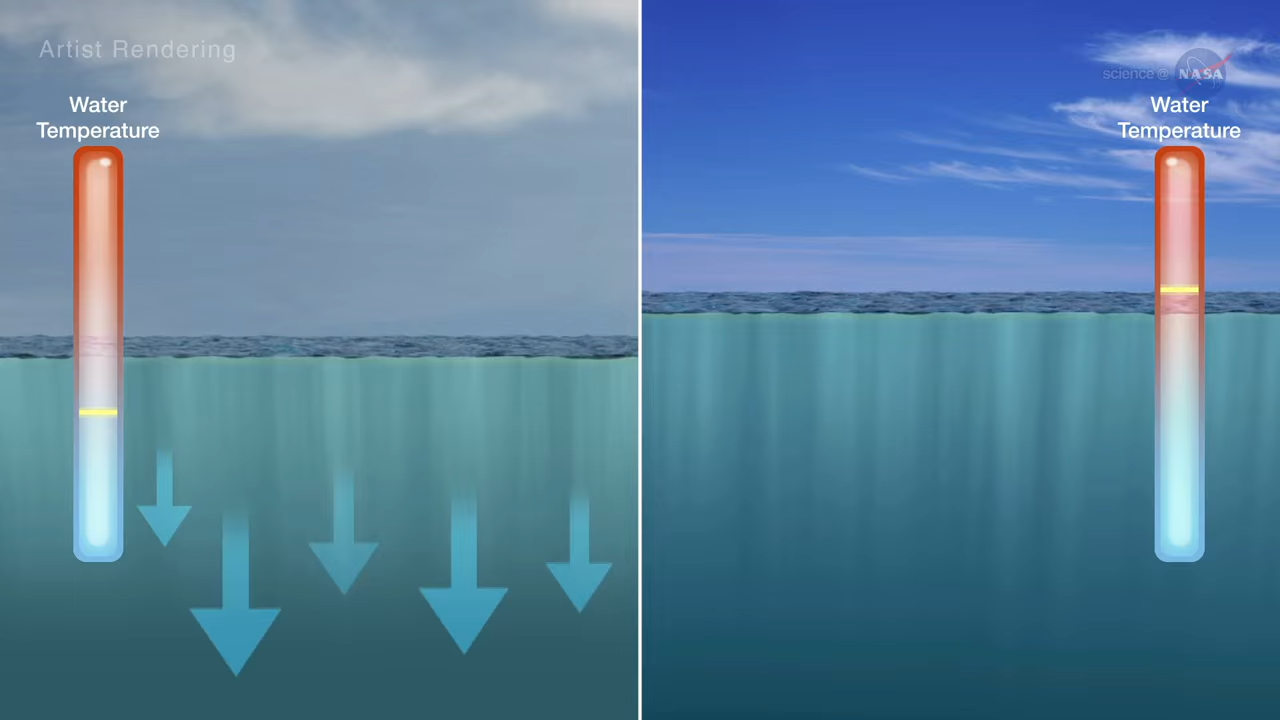 Artist Rendering
Water
Temperature
science@
NASA
Water
Temperature